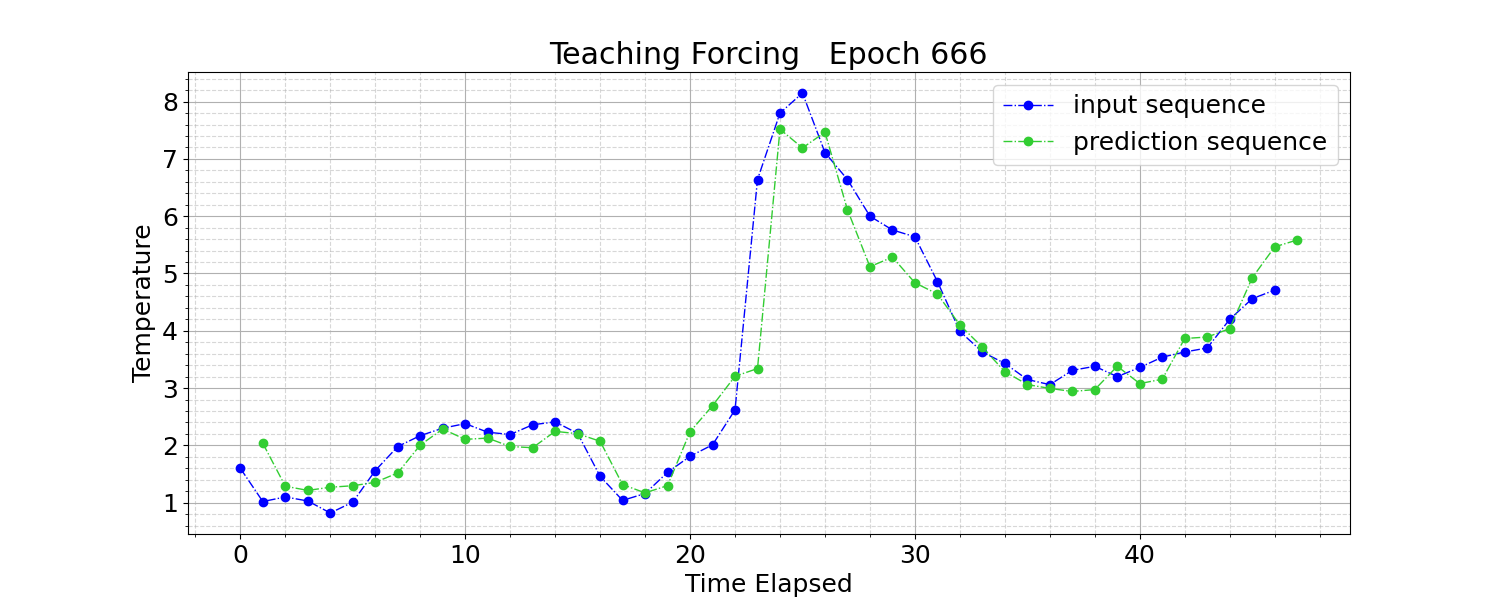 Teaching Forcing   Epoch 666
input sequence
prediction sequence
Temperature
8
7
6
5
4
3
2
1
0 10 20 30 40
Time Elapsed